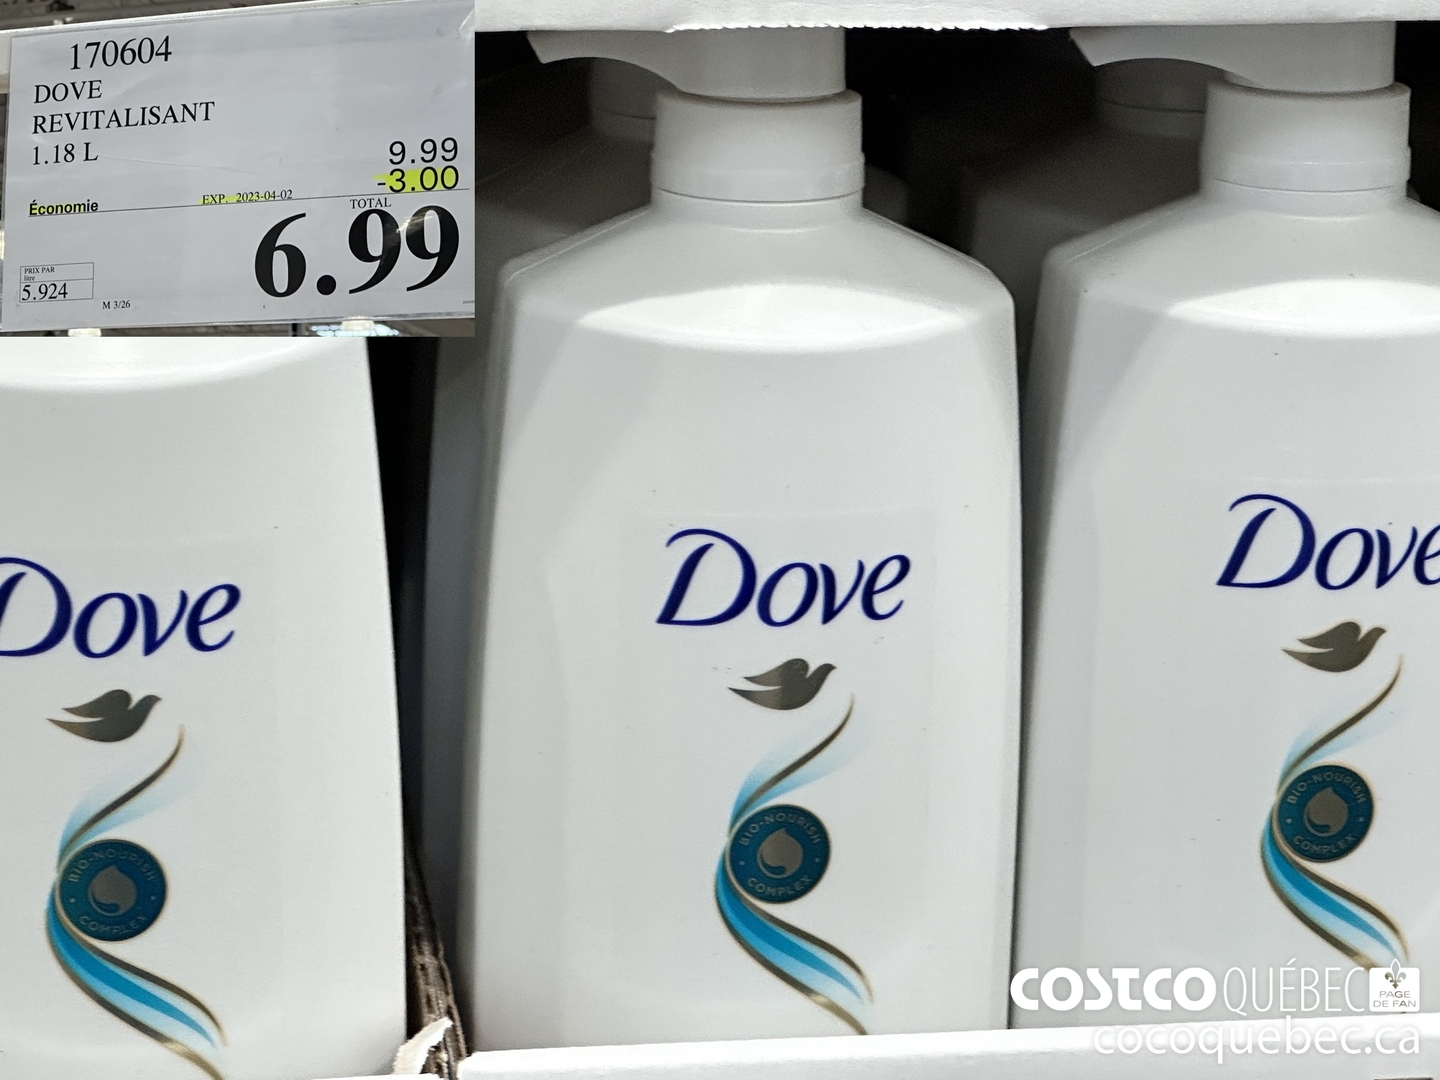 170604
DOVE
REVITALISANT
1.18 L
9.99
-3.00
Économie
EXP. 2023-04-02
TOTAL
6.99
PRIX PAR
litre
5.924
M 3/26
Dove
BIO-NOURISH
COMPLEX
Dove
BIO-NOURISH
COMPLEX
Dove
BIO-NOURISH
COMPLEX
COSTCO QUÉBEC
PAGE
DE FAN
cocoquebec.ca